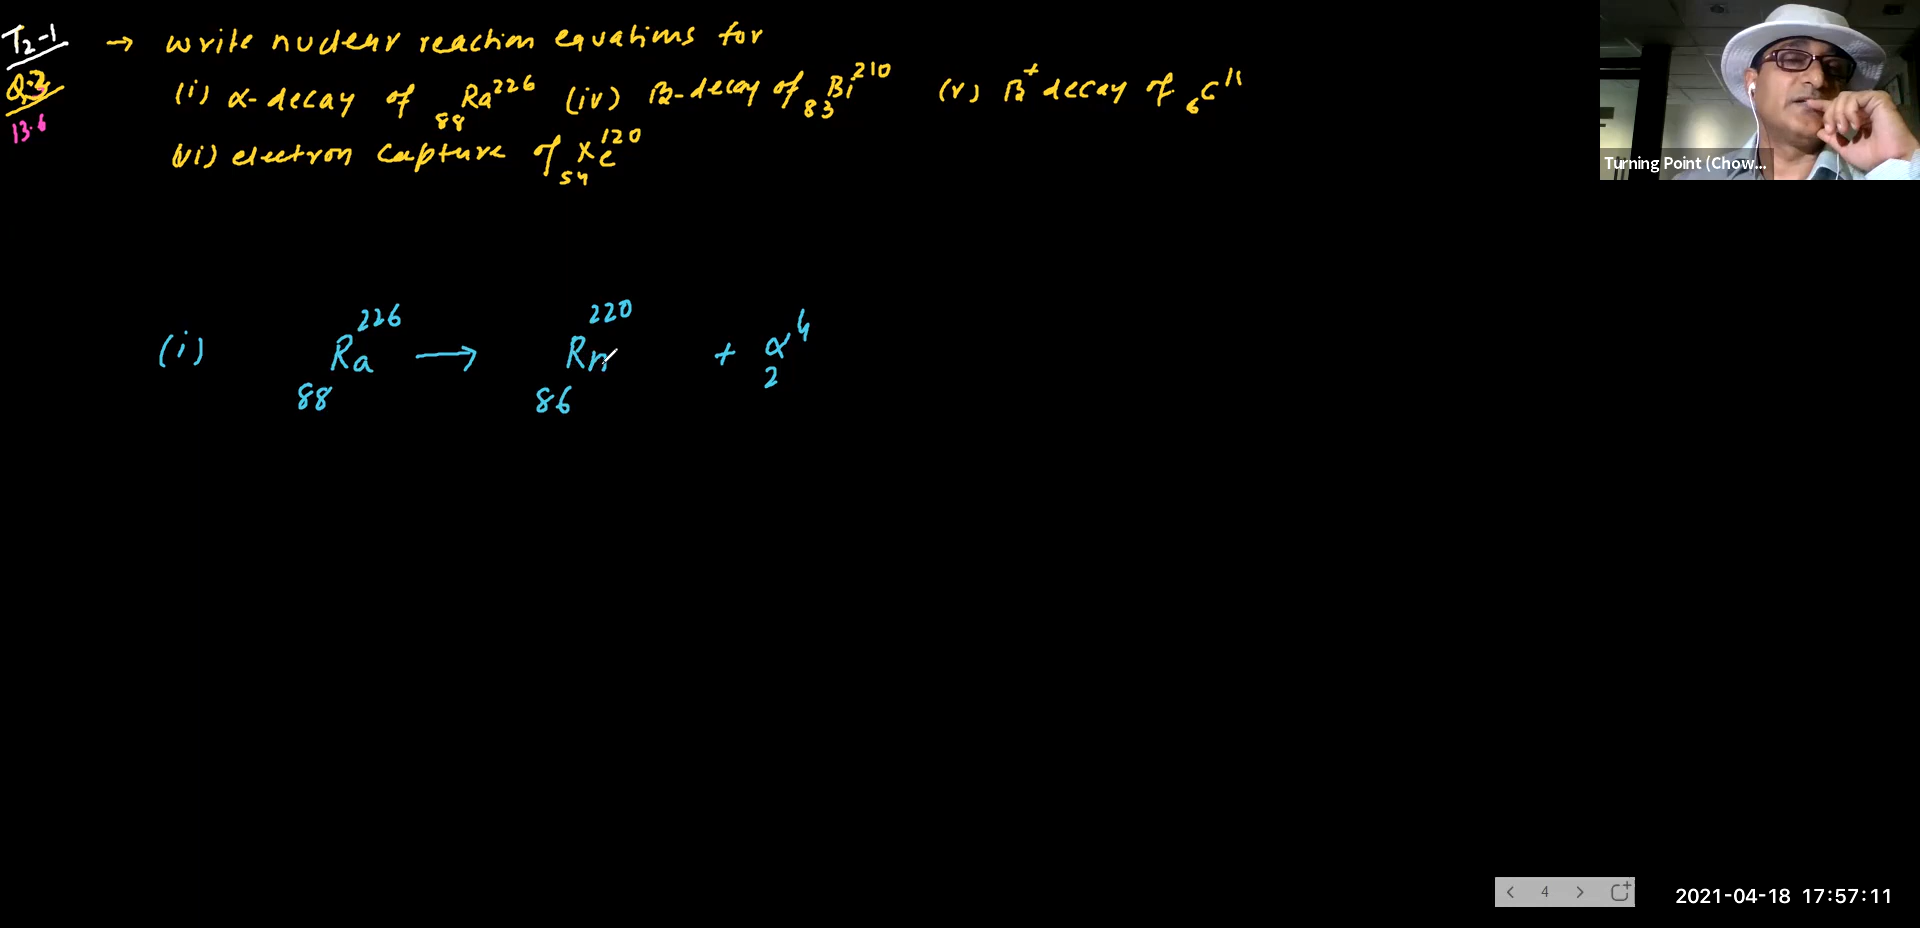 T₂-1 → write nuclear reaction equations for
Q.3 (i) α-decay of ₈₈Ra²²⁶ (iv) β-decay of ₈₃Bi²¹⁰ (v) β⁺ decay of ₆C¹¹
13.6
(vi) electron capture of ₅₄Xe¹²⁰
(i) ₈₈Ra²²⁶ ⟶ ₈₆Rn²²⁰ + ₂α⁴
Turning Point (Chow...
< 4 >
2021-04-18 17:57:11